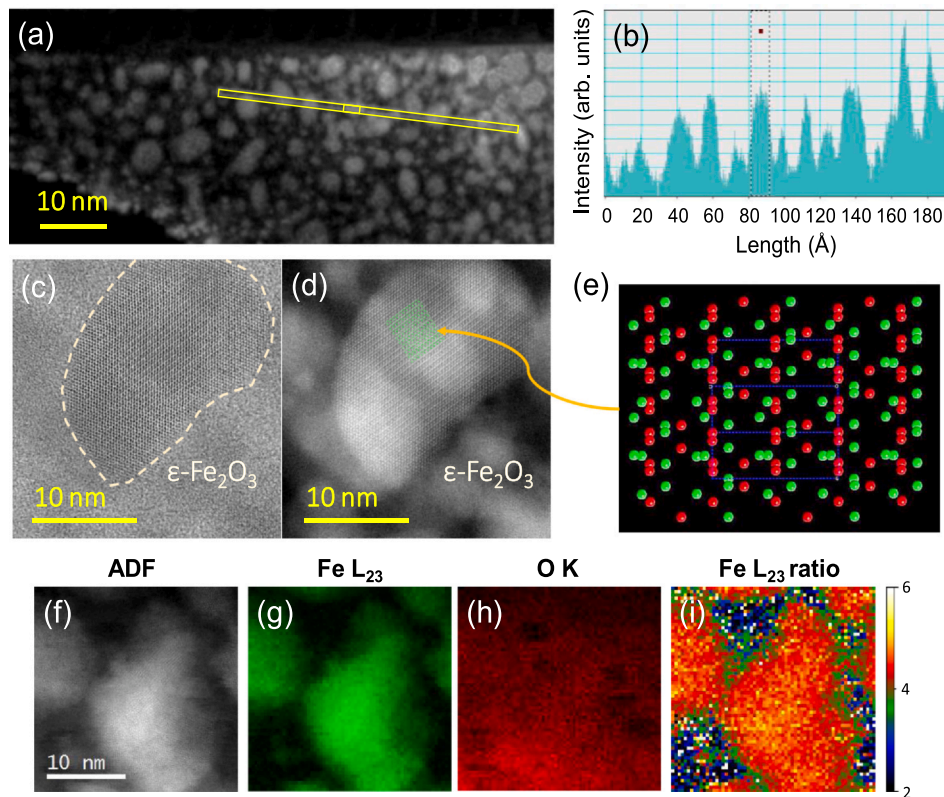 (a)
10 nm
(b)
Intensity (arb. units)
0 20 40 60 80 100 120 140 160 180
Length (Å)
(c)
ε-Fe₂O₃
10 nm
(d)
ε-Fe₂O₃
10 nm
(e)
ADF
Fe L₂₃
O K
Fe L₂₃ ratio
(f)
10 nm
(g)
(h)
(i)
6
4
2